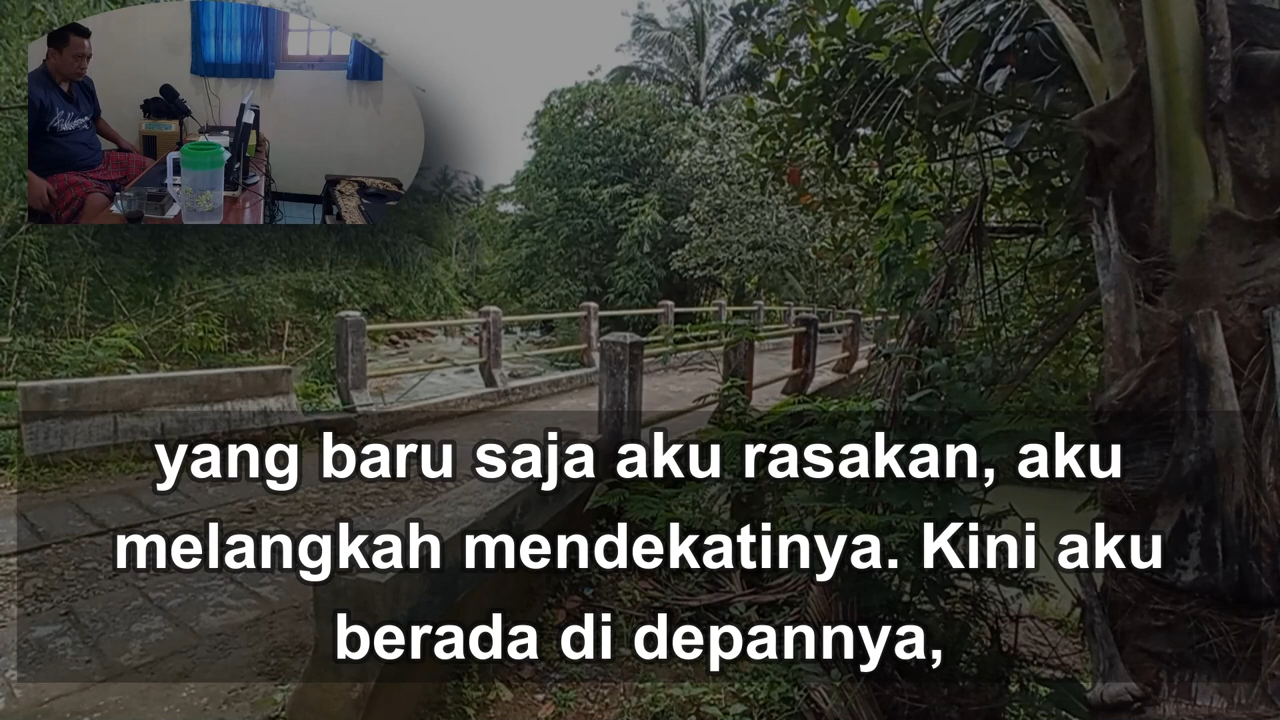 yang baru saja aku rasakan, aku
melangkah mendekatinya. Kini aku
berada di depannya,